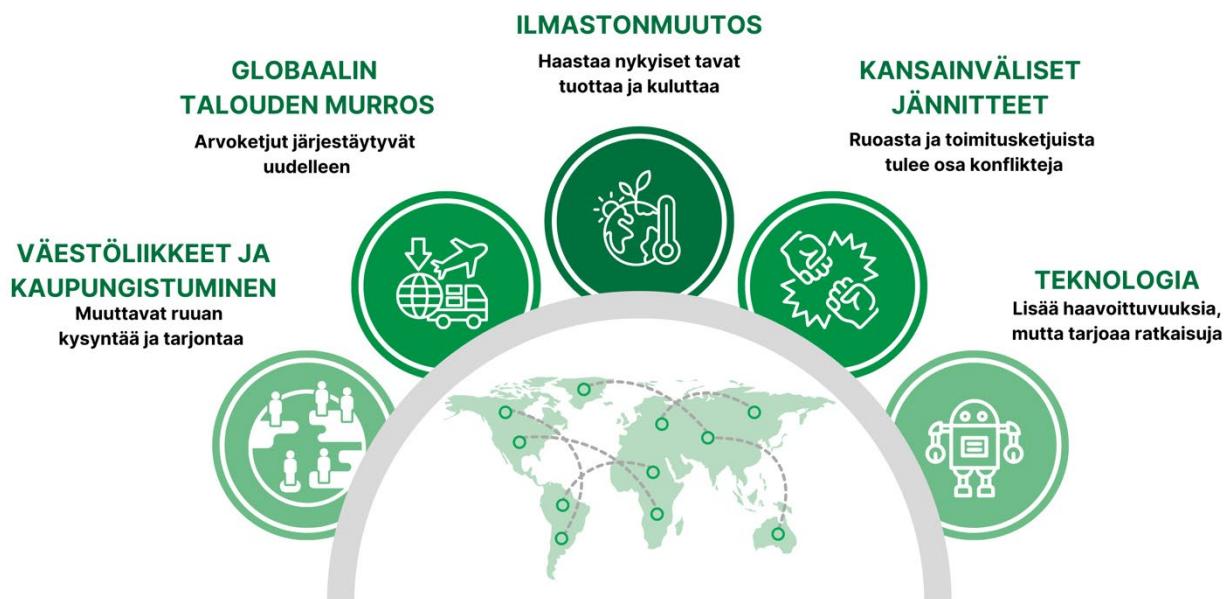 VÄESTÖLIIKKEET JA
KAUPUNGISTUMINEN
Muuttavat ruuan
kysyntää ja tarjontaa
GLOBAALIN
TALOUDEN MURROS
Arvoketjut järjestäytyvät
uudelleen
ILMASTONMUUTOS
Haastaa nykyiset tavat
tuottaa ja kuluttaa
KANSAINVÄLISET
JÄNNITTEET
Ruoasta ja toimitusketjuista
tulee osa konflikteja
TEKNOLOGIA
Lisää haavoittuvuuksia,
mutta tarjoaa ratkaisuja